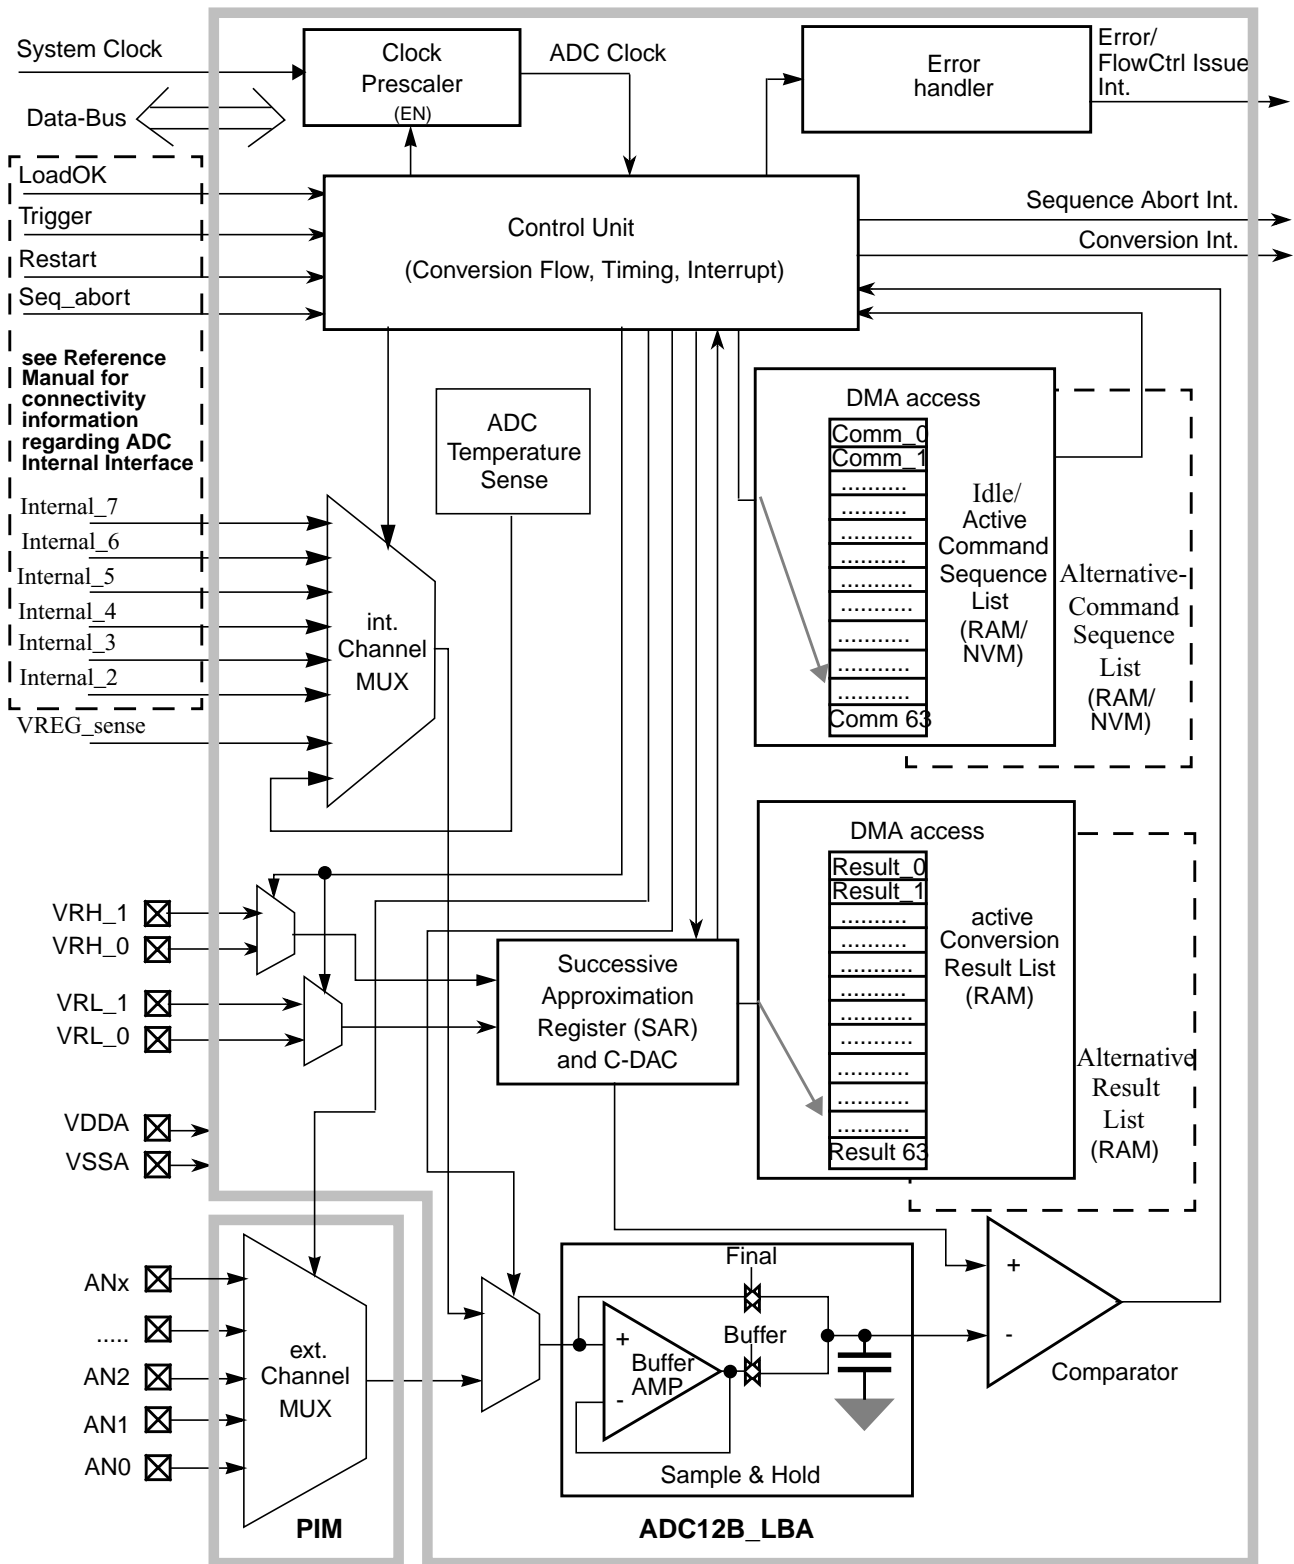 System Clock
Data-Bus
Clock
Prescaler
(EN)
ADC Clock
Error
handler
Error/
FlowCtrl Issue
Int.
LoadOK
Trigger
Restart
Seq_abort
Control Unit
(Conversion Flow, Timing, Interrupt)
Sequence Abort Int.
Conversion Int.
see Reference
Manual for
connectivity
information
regarding ADC
Internal Interface
Internal_7
Internal_6
Internal_5
Internal_4
Internal_3
Internal_2
VREG_sense
ADC
Temperature
Sense
int.
Channel
MUX
DMA access
Comm_0
Comm_1
..........
..........
...........
...........
...........
...........
...........
...........
...........
Comm 63
Idle/
Active
Command
Sequence
List
(RAM/
NVM)
Alternative-
Command
Sequence
List
(RAM/
NVM)
DMA access
Result_0
Result_1
..........
..........
...........
...........
...........
...........
...........
...........
...........
Result 63
active
Conversion
Result List
(RAM)
Alternative
Result
List
(RAM)
VRH_1
VRH_0
VRL_1
VRL_0
VDDA
VSSA
Successive
Approximation
Register (SAR)
and C-DAC
ANx
.....
AN2
AN1
AN0
ext.
Channel
MUX
PIM
Final
Buffer
+
Buffer
AMP
-
Sample & Hold
+
-
Comparator
ADC12B_LBA